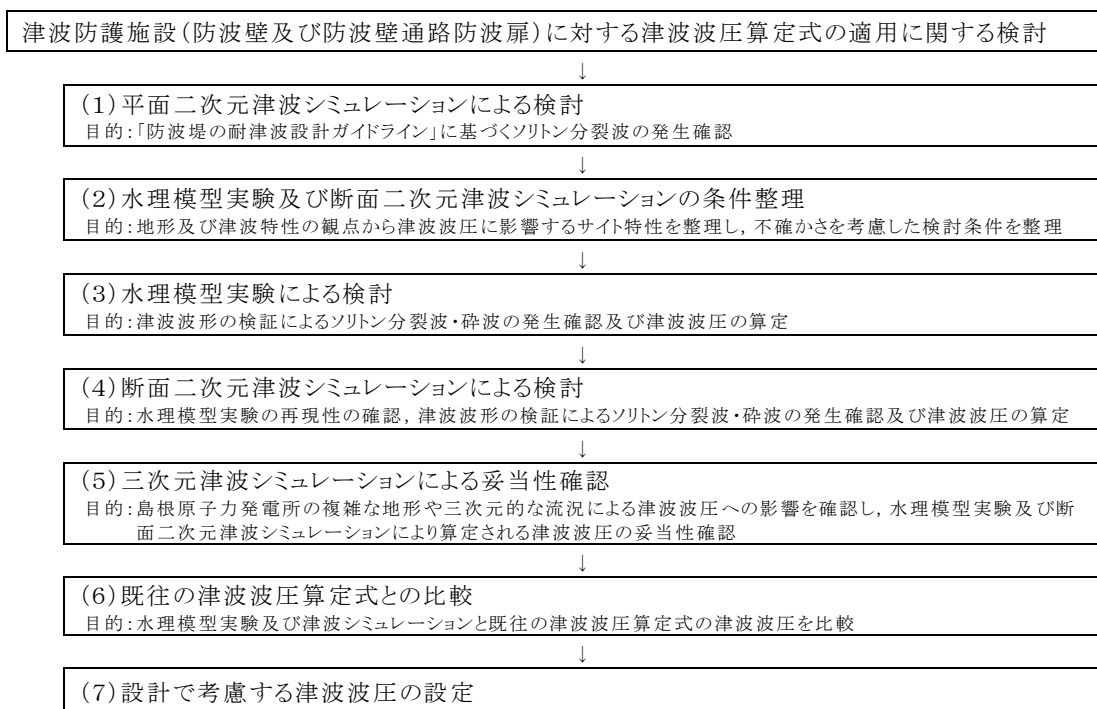 津波防護施設(防波壁及び防波壁通路防波扉)に対する津波波圧算定式の適用に関する検討
↓
(1)平面二次元津波シミュレーションによる検討
目的:「防波堤の耐津波設計ガイドライン」に基づくソリトン分裂波の発生確認
↓
(2)水理模型実験及び断面二次元津波シミュレーションの条件整理
目的:地形及び津波特性の観点から津波波圧に影響するサイト特性を整理し,不確かさを考慮した検討条件を整理
↓
(3)水理模型実験による検討
目的:津波波形の検証によるソリトン分裂波・砕波の発生確認及び津波波圧の算定
↓
(4)断面二次元津波シミュレーションによる検討
目的:水理模型実験の再現性の確認,津波波形の検証によるソリトン分裂波・砕波の発生確認及び津波波圧の算定
↓
(5)三次元津波シミュレーションによる妥当性確認
目的:島根原子力発電所の複雑な地形や三次元的な流況による津波波圧への影響を確認し,水理模型実験及び断
面二次元津波シミュレーションにより算定される津波波圧の妥当性確認
↓
(6)既往の津波波圧算定式との比較
目的:水理模型実験及び津波シミュレーションと既往の津波波圧算定式の津波波圧を比較
↓
(7)設計で考慮する津波波圧の設定